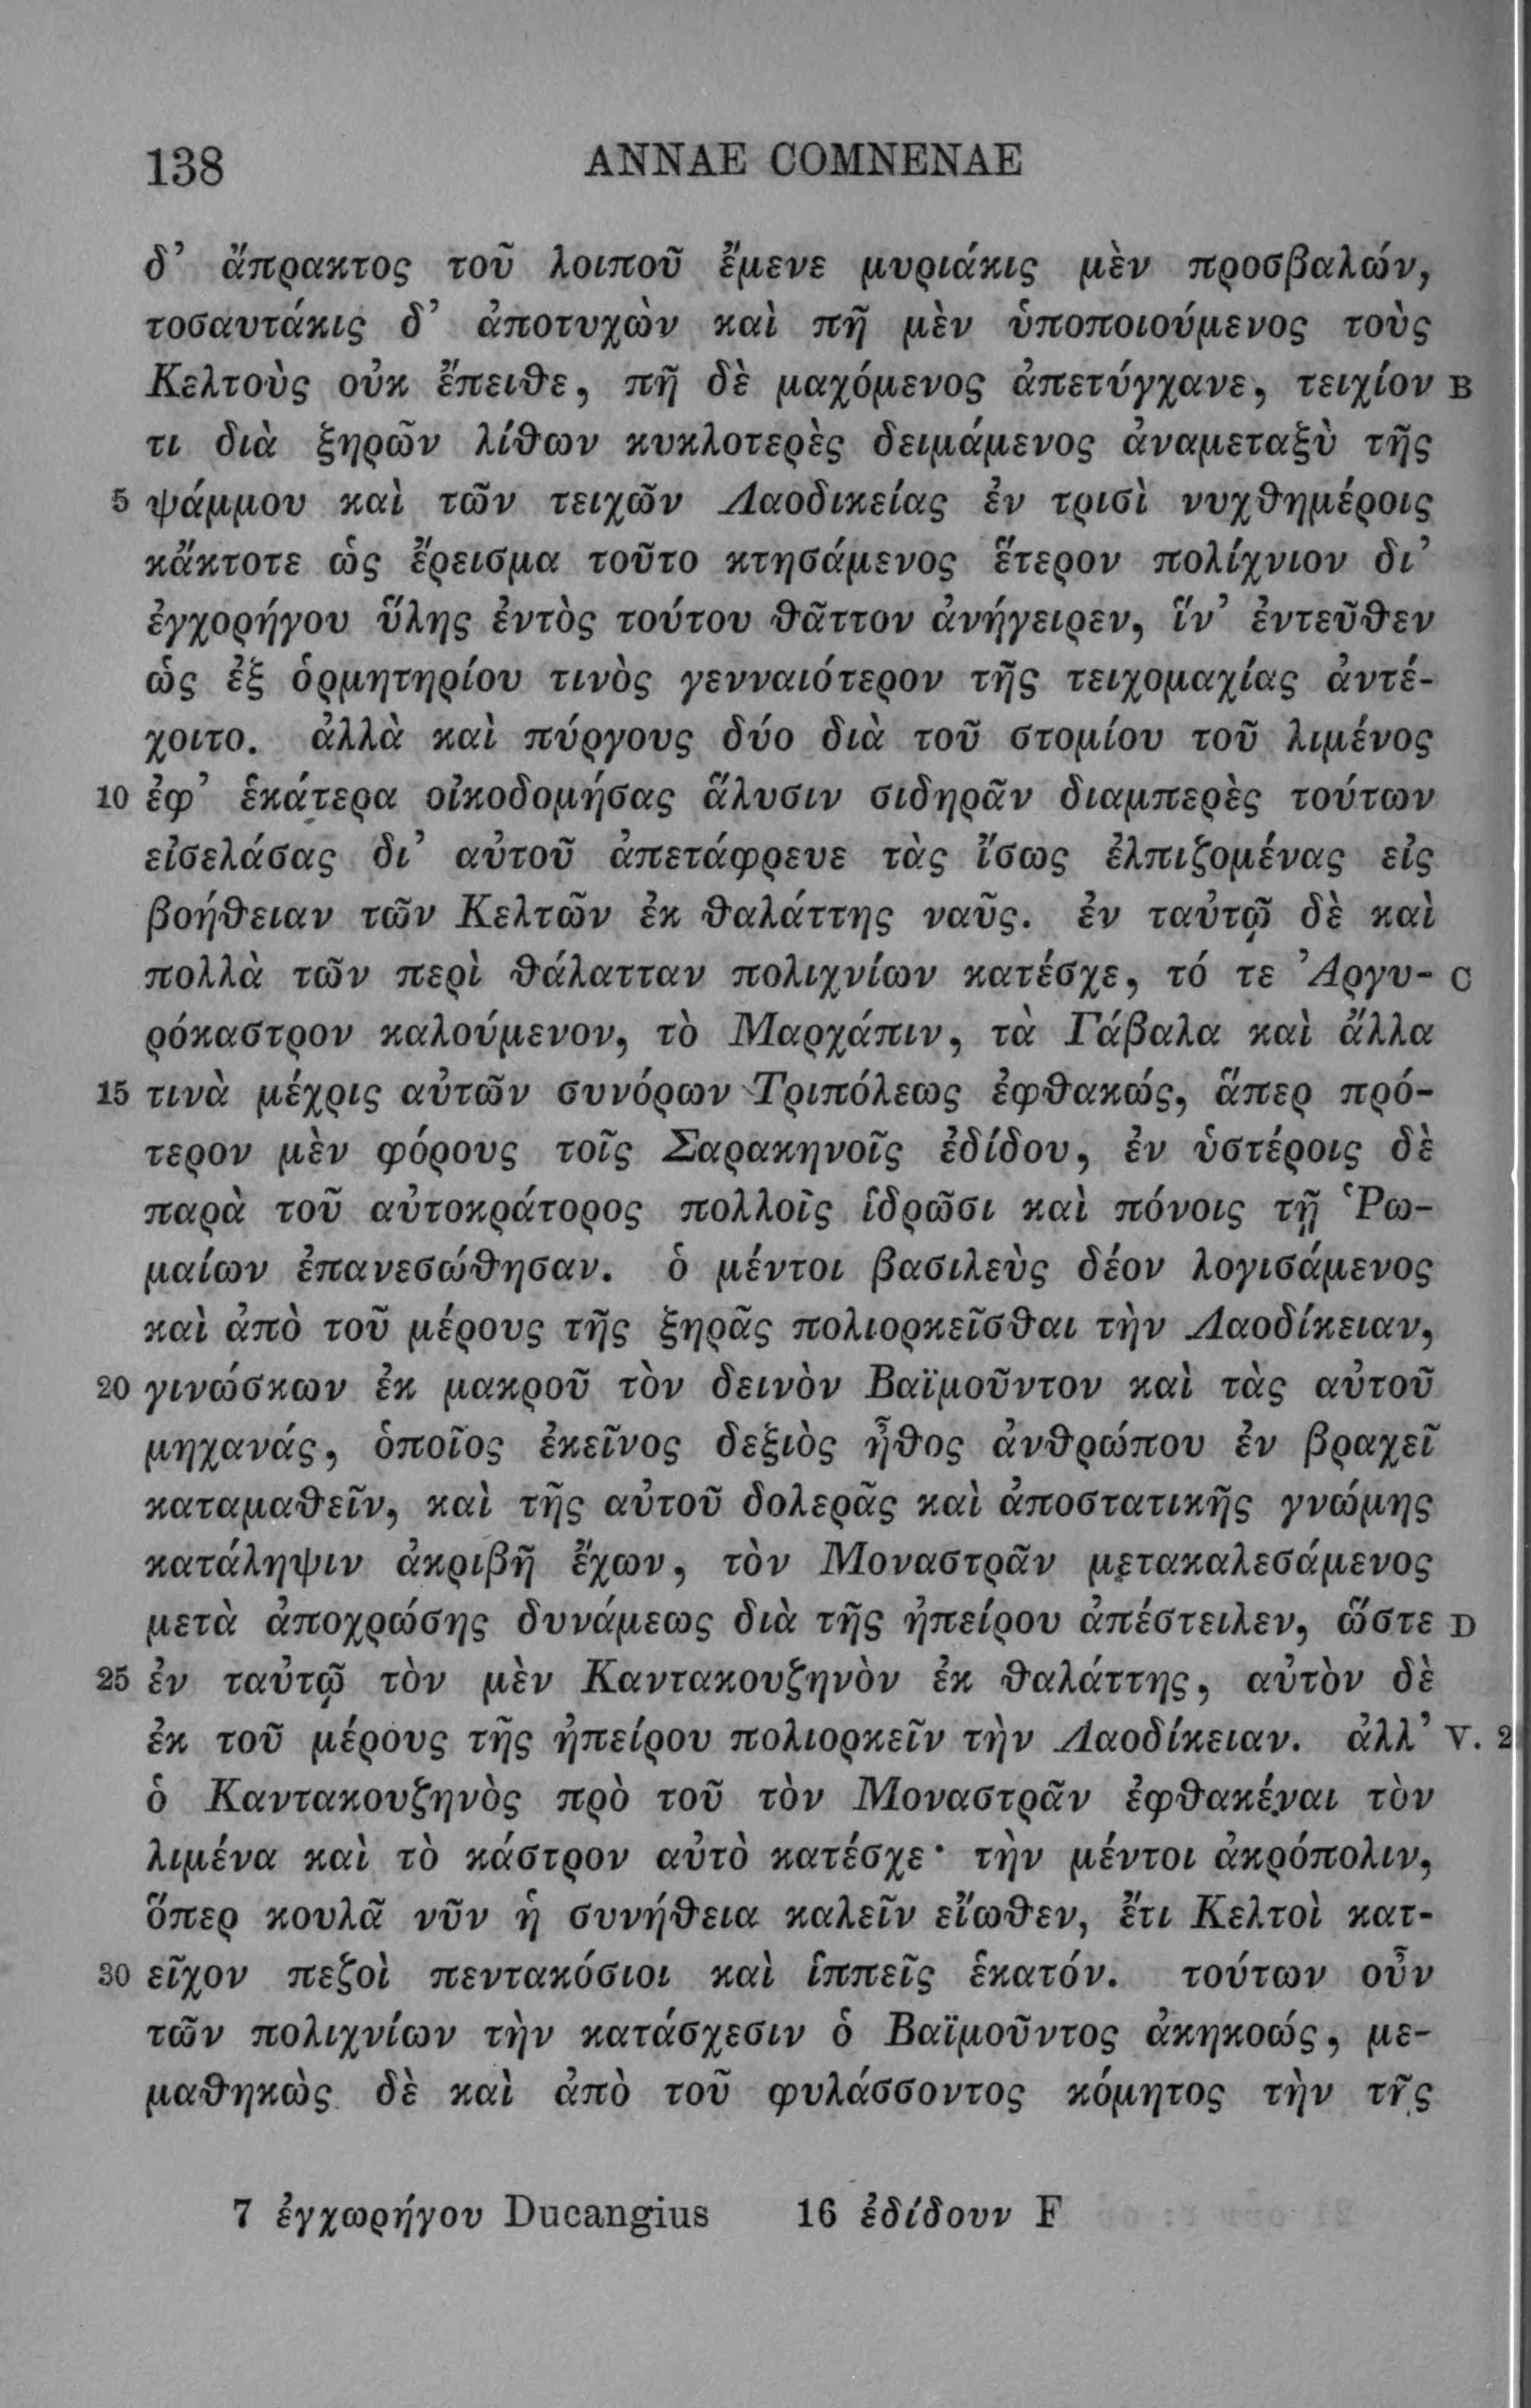 138 ANNAE COMNENAE
δ’ ἄπρακτος τοῦ λοιποῦ ἔμενε μυριάκις μὲν προσβαλών,
τοσαυτάκις δ’ ἀποτυχὼν καὶ πῆ μὲν ὑποποιούμενος τοὺς
Κελτοὺς οὐκ ἔπειθε, πῆ δὲ μαχόμενος ἀπετύγχανε, τειχίον B
τι διὰ ξηρῶν λίθων κυκλοτερὲς δειμάμενος ἀναμεταξὺ τῆς
5 ψάμμου καὶ τῶν τειχῶν Λαοδικείας ἐν τρισὶ νυχθημέροις
κἄκτοτε ὡς ἔρεισμα τοῦτο κτησάμενος ἕτερον πολίχνιον δι’
ἐγχορήγου ὕλης ἐντὸς τούτου θᾶττον ἀνήγειρεν, ἵν’ ἐντεῦθεν
ὡς ἐξ ὁρμητηρίου τινὸς γενναιότερον τῆς τειχομαχίας ἀντέ-
χοιτο. ἀλλὰ καὶ πύργους δύο διὰ τοῦ στομίου τοῦ λιμένος
10 ἐφ’ ἑκάτερα οἰκοδομήσας ἅλυσιν σιδηρᾶν διαμπερὲς τούτων
εἰσελάσας δι’ αὐτοῦ ἀπετάφρευε τὰς ἴσως ἐλπιζομένας εἰς
βοήθειαν τῶν Κελτῶν ἐκ θαλάττης ναῦς. ἐν ταὐτῷ δὲ καὶ
πολλὰ τῶν περὶ θάλατταν πολιχνίων κατέσχε, τό τε Ἀργυ- C
ρόκαστρον καλούμενον, τὸ Μαρχάπιν, τὰ Γάβαλα καὶ ἄλλα
15 τινὰ μέχρις αὐτῶν συνόρων Τριπόλεως ἐφθακώς, ἅπερ πρό-
τερον μὲν φόρους τοῖς Σαρακηνοῖς ἐδίδου, ἐν ὑστέροις δὲ
παρὰ τοῦ αὐτοκράτορος πολλοῖς ἱδρῶσι καὶ πόνοις τῇ Ῥω-
μαίων ἐπανεσώθησαν. ὁ μέντοι βασιλεὺς δέον λογισάμενος
καὶ ἀπὸ τοῦ μέρους τῆς ξηρᾶς πολιορκεῖσθαι τὴν Λαοδίκειαν,
20 γινώσκων ἐκ μακροῦ τὸν δεινὸν Βαϊμοῦντον καὶ τὰς αὐτοῦ
μηχανάς, ὁποῖος ἐκεῖνος δεξιὸς ἦθος ἀνθρώπου ἐν βραχεῖ
καταμαθεῖν, καὶ τῆς αὐτοῦ δολερᾶς καὶ ἀποστατικῆς γνώμης
κατάληψιν ἀκριβῆ ἔχων, τὸν Μοναστρᾶν μετακαλεσάμενος
μετὰ ἀποχρώσης δυνάμεως διὰ τῆς ἠπείρου ἀπέστειλεν, ὥστε D
25 ἐν ταὐτῷ τὸν μὲν Καντακουζηνὸν ἐκ θαλάττης, αὐτὸν δὲ
ἐκ τοῦ μέρους τῆς ἠπείρου πολιορκεῖν τὴν Λαοδίκειαν. ἀλλ’ V. 2
ὁ Καντακουζηνὸς πρὸ τοῦ τὸν Μοναστρᾶν ἐφθακέναι τὸν
λιμένα καὶ τὸ κάστρον αὐτὸ κατέσχε· τὴν μέντοι ἀκρόπολιν,
ὅπερ κουλᾶ νῦν ἡ συνήθεια καλεῖν εἴωθεν, ἔτι Κελτοὶ κατ-
30 εῖχον πεζοὶ πεντακόσιοι καὶ ἱππεῖς ἑκατόν. τούτων οὖν
τῶν πολιχνίων τὴν κατάσχεσιν ὁ Βαϊμοῦντος ἀκηκοώς, με-
μαθηκὼς δὲ καὶ ἀπὸ τοῦ φυλάσσοντος κόμητος τὴν τῆς
7 ἐγχωρήγου Ducangius 16 ἐδίδουν F